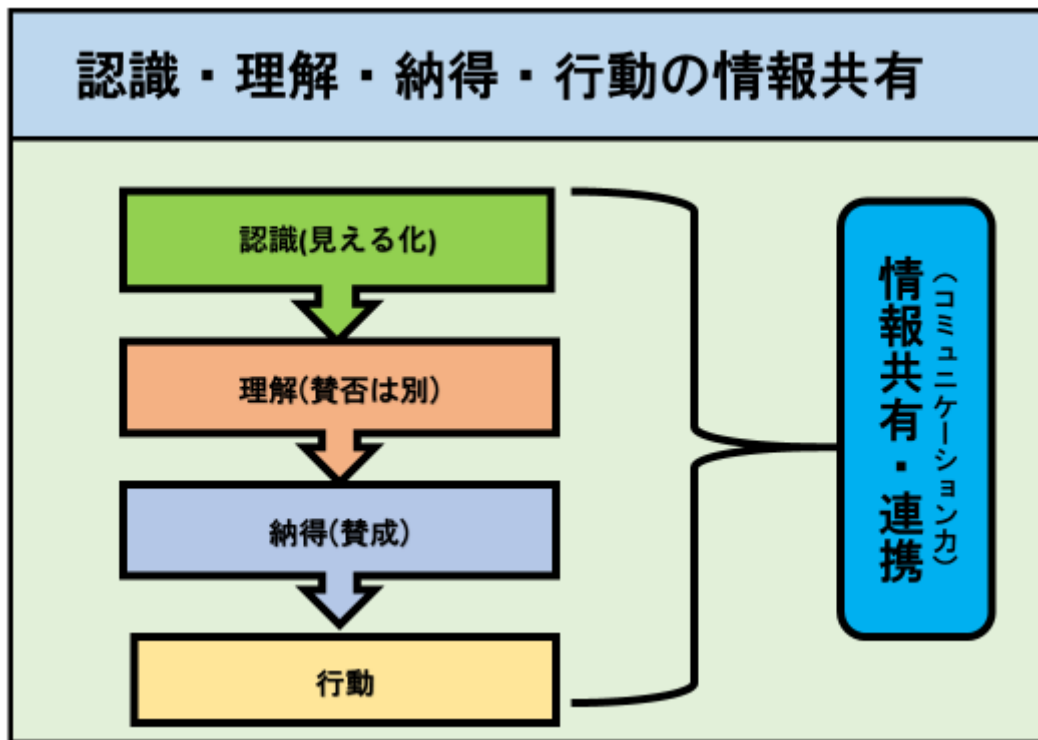 認識・理解・納得・行動の情報共有
認識(見える化)
理解(賛否は別)
納得(賛成)
行動
情報共有・連携
(コミュニケーション力)